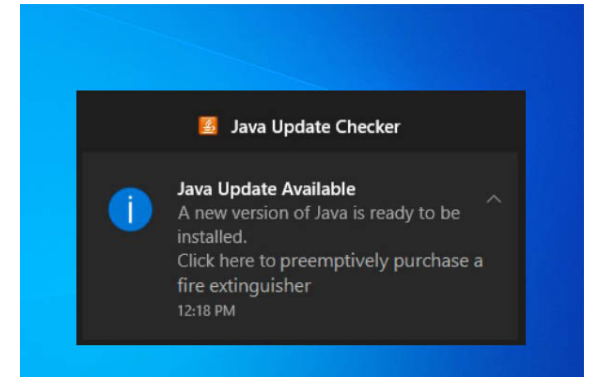 Java Update Checker
Java Update Available
A new version of Java is ready to be
installed.
Click here to preemptively purchase a
fire extinguisher
12:18 PM